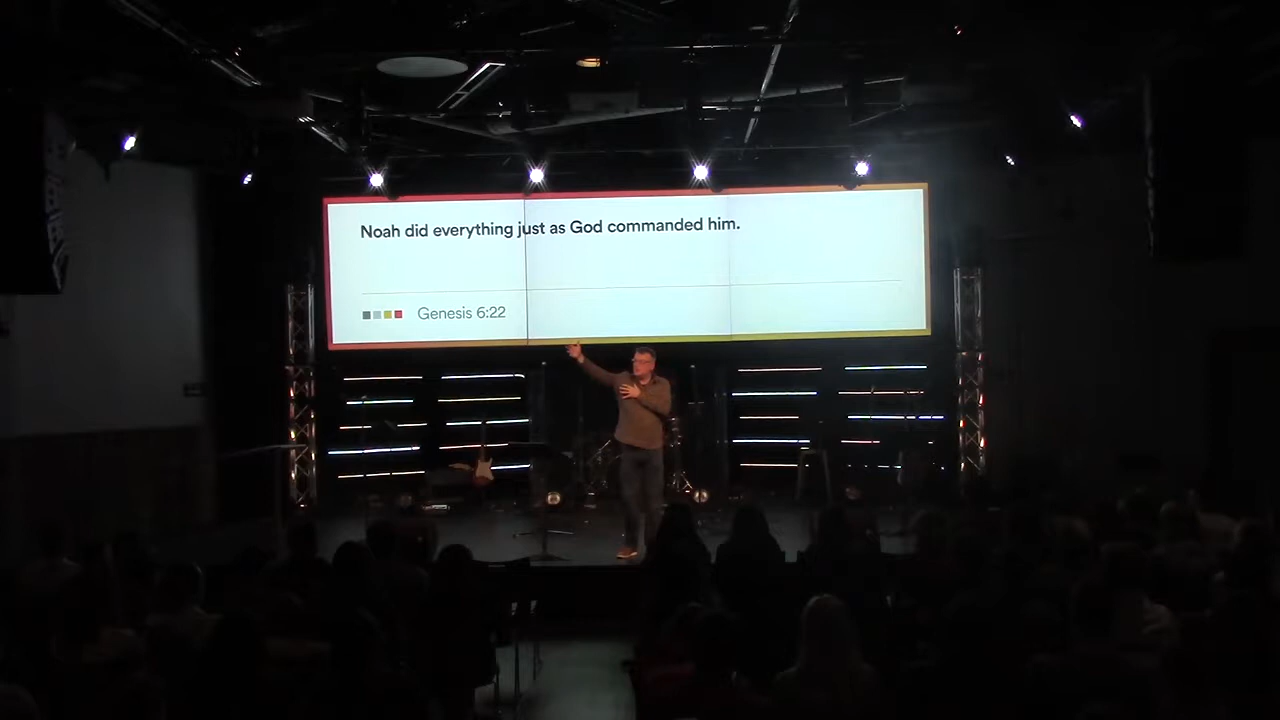 Noah did everything just as God commanded him.
Genesis 6:22